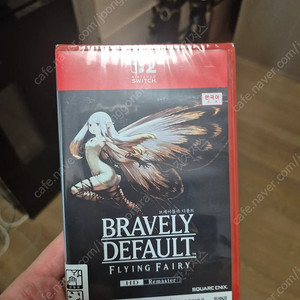 2
NINTENDO
SWITCH
한국어
브레이블리 디폴트
BRAVELY
DEFAULT
FLYING FAIRY
HD Remaster
SQUARE ENIX